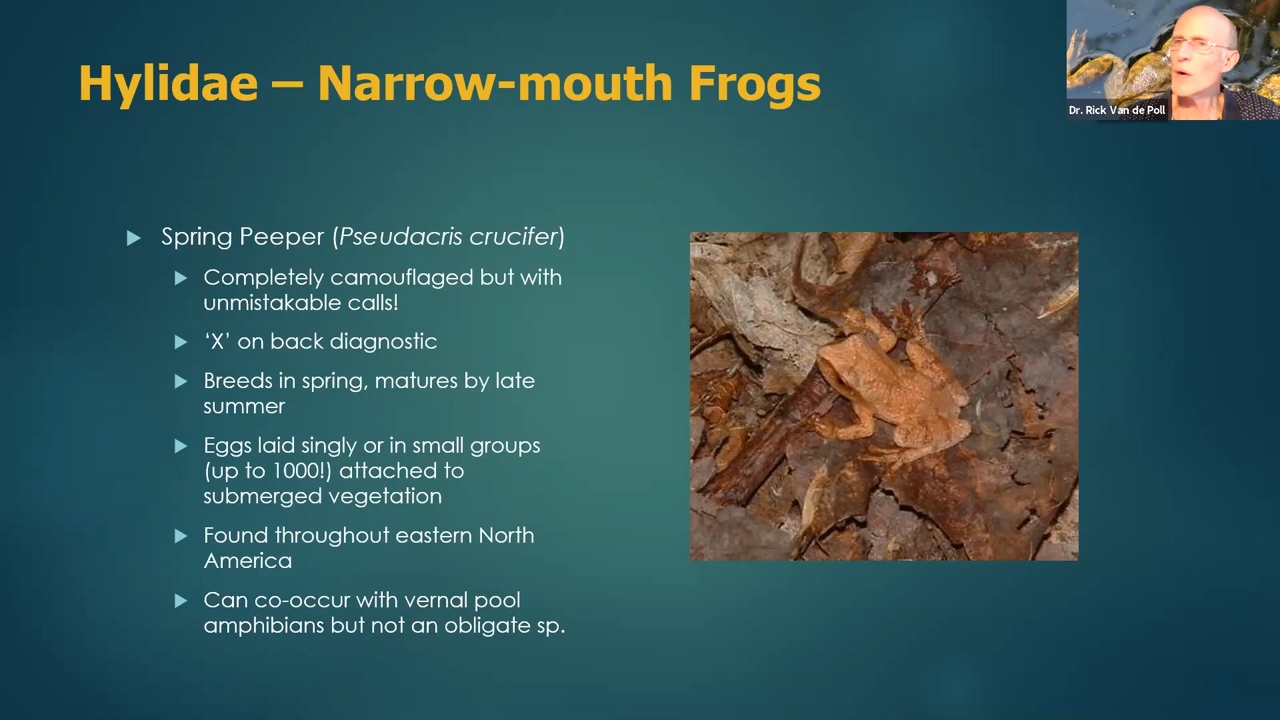 Hylidae – Narrow-mouth Frogs
Dr. Rick Van de Poll
Spring Peeper (Pseudacris crucifer)
Completely camouflaged but with
unmistakable calls!
‘X’ on back diagnostic
Breeds in spring, matures by late
summer
Eggs laid singly or in small groups
(up to 1000!) attached to
submerged vegetation
Found throughout eastern North
America
Can co-occur with vernal pool
amphibians but not an obligate sp.